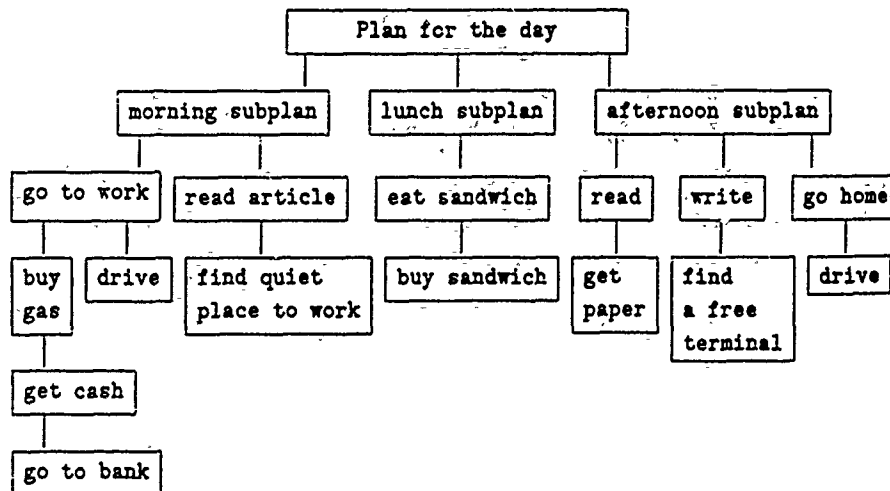 Plan for the day
morning subplan
lunch subplan
afternoon subplan
go to work
read article
eat sandwich
read
write
go home
buy
gas
drive
find quiet
place to work
buy sandwich
get
paper
find
a free
terminal
drive
get cash
go to bank